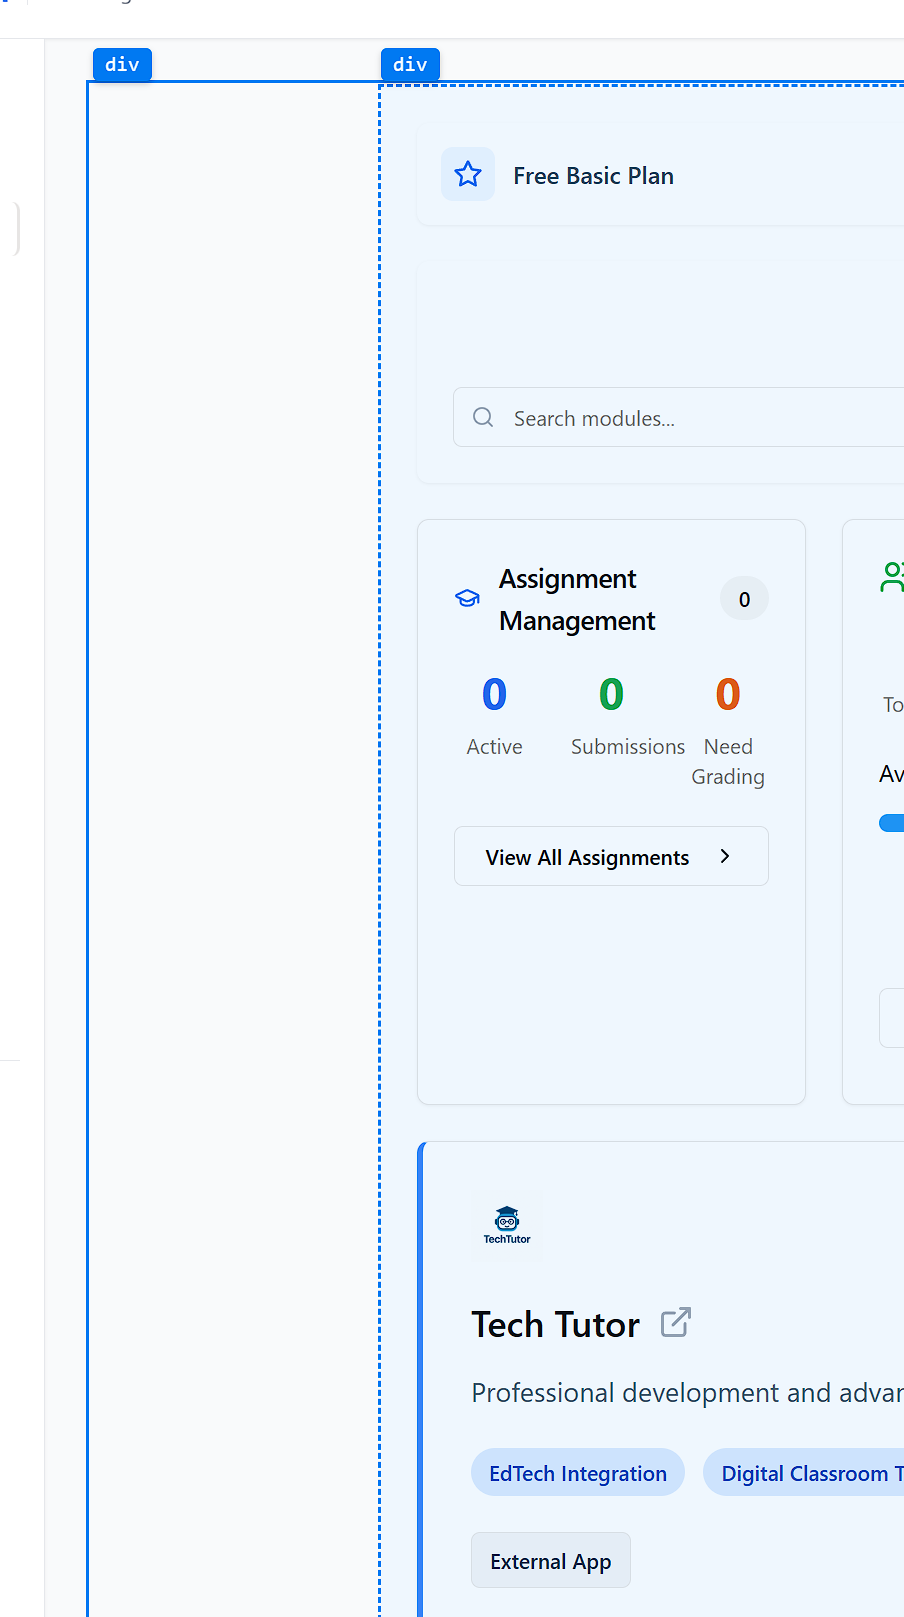 div
div
Free Basic Plan
Search modules...
Assignment
Management
0
0
0
0
Active
Submissions
Need
Grading
View All Assignments
To
Av
TechTutor
Tech Tutor
Professional development and advan
EdTech Integration
Digital Classroom T
External App